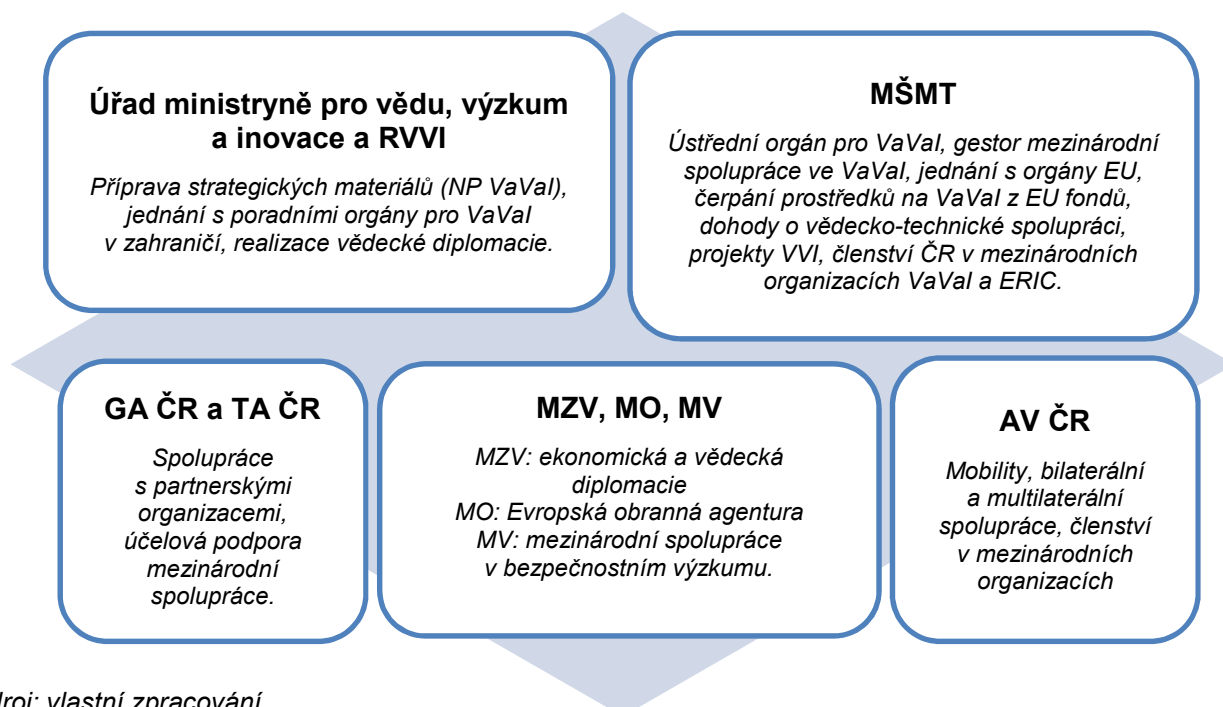 Úřad ministryně pro vědu, výzkum
a inovace a RVVI
Příprava strategických materiálů (NP VaVaI),
jednání s poradními orgány pro VaVaI
v zahraničí, realizace vědecké diplomacie.
MŠMT
Ústřední orgán pro VaVaI, gestor mezinárodní
spolupráce ve VaVaI, jednání s orgány EU,
čerpání prostředků na VaVaI z EU fondů,
dohody o vědecko-technické spolupráci,
projekty VVI, členství ČR v mezinárodních
organizacích VaVaI a ERIC.
GA ČR a TA ČR
Spolupráce
s partnerskými
organizacemi,
účelová podpora
mezinárodní
spolupráce.
MZV, MO, MV
MZV: ekonomická a vědecká
diplomacie
MO: Evropská obranná agentura
MV: mezinárodní spolupráce
v bezpečnostním výzkumu.
AV ČR
Mobility, bilaterální
a multilaterální
spolupráce, členství
v mezinárodních
organizacích
vlastní zpracování